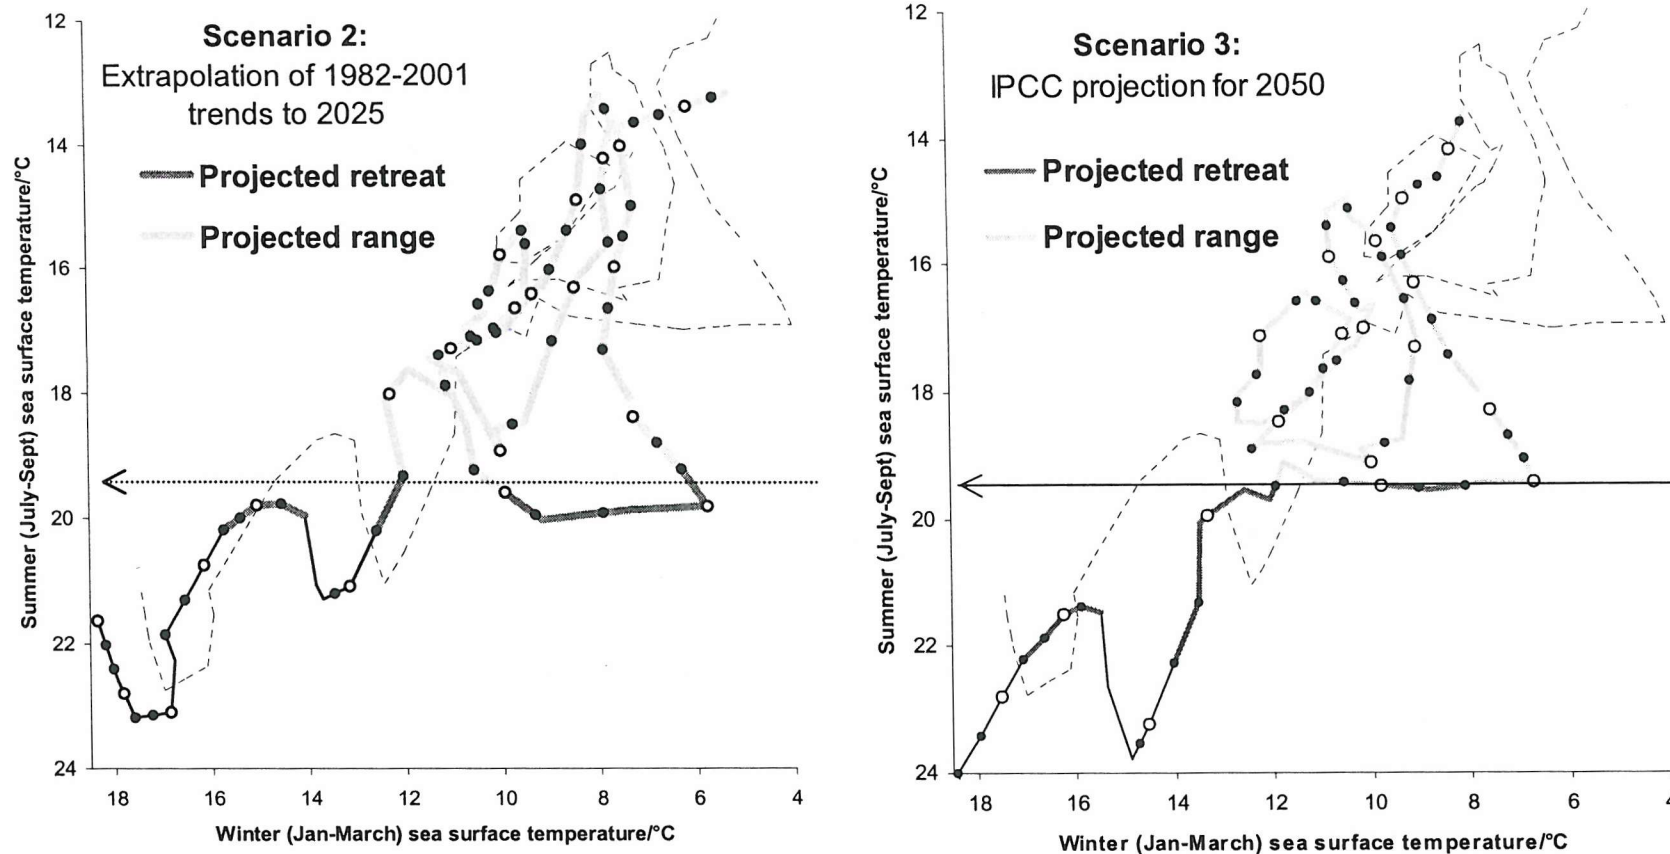 Scenario 2:
Extrapolation of 1982-2001
trends to 2025
Projected retreat
Projected range
12
14
16
18
20
22
24
18
16
14
12
10
8
6
4
Summer (July-Sept) sea surface temperature/°C
Winter (Jan-March) sea surface temperature/°C
Scenario 3:
IPCC projection for 2050
Projected retreat
Projected range
12
14
16
18
20
22
24
18
16
14
12
10
8
6
4
Summer (July-Sept) sea surface temperature/°C
Winter (Jan-March) sea surface temperature/°C